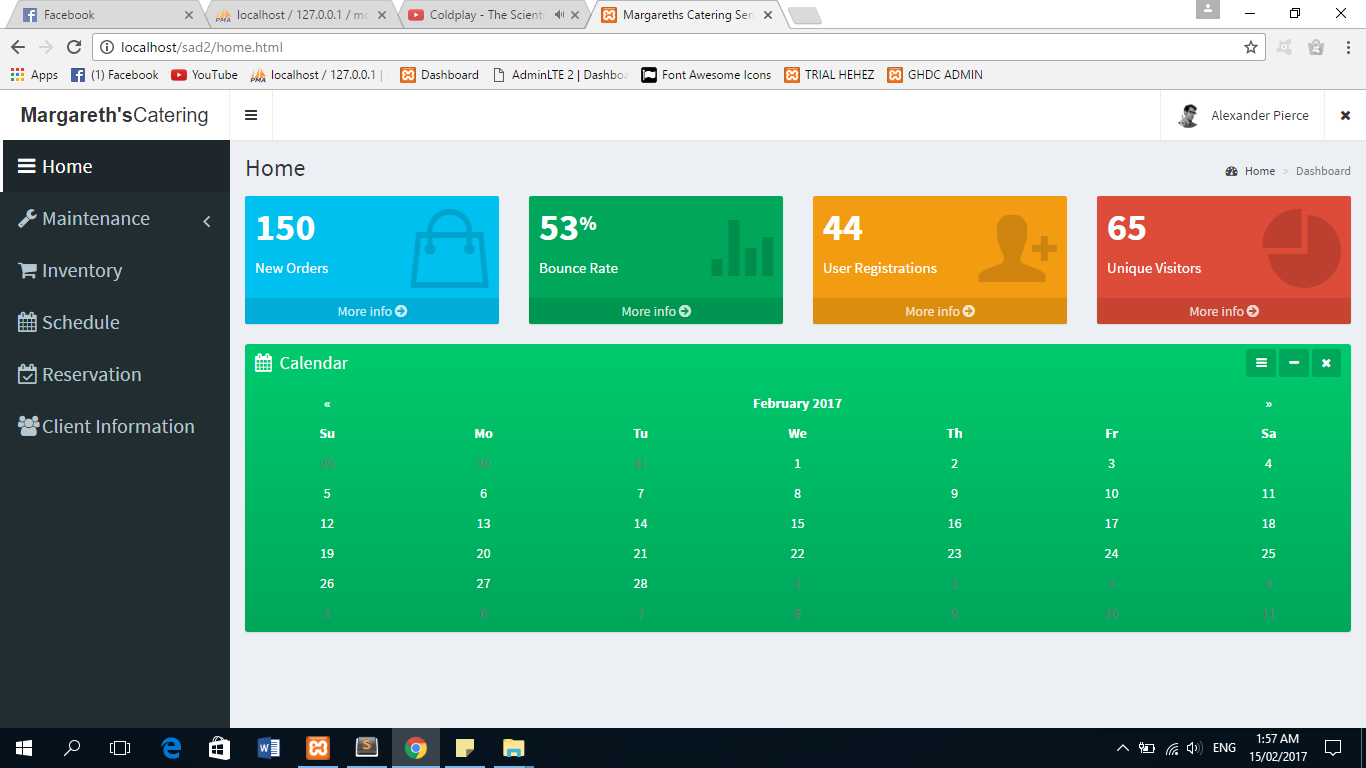 Facebook localhost / 127.0.0.1 / mo Coldplay - The Scienti Margareths Catering Ser
localhost/sad2/home.html
Apps (1) Facebook YouTube localhost / 127.0.0.1 | Dashboard AdminLTE 2 | Dashbo Font Awesome Icons TRIAL HEHEZ GHDC ADMIN
Margareth'sCatering Alexander Pierce
Home
Maintenance
Inventory
Schedule
Reservation
Client Information
Home Home > Dashboard
150 53% 44 65
New Orders Bounce Rate User Registrations Unique Visitors
More info More info More info More info
Calendar
« February 2017 »
Su Mo Tu We Th Fr Sa
29 30 31 1 2 3 4
5 6 7 8 9 10 11
12 13 14 15 16 17 18
19 20 21 22 23 24 25
26 27 28 1 2 3 4
5 6 7 8 9 10 11
ENG 1:57 AM
15/02/2017